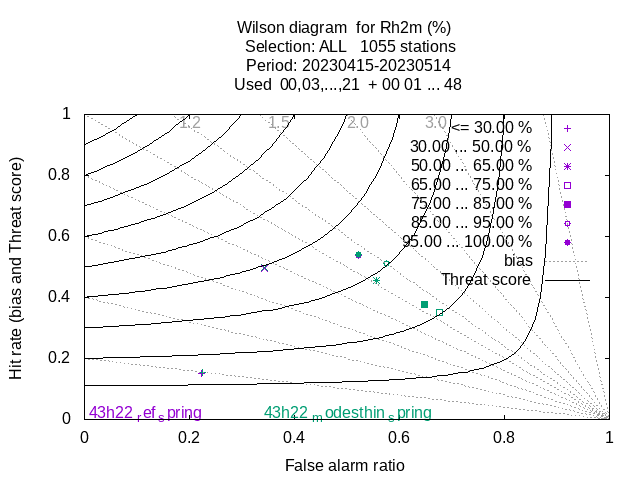 Wilson diagram  for Rh2m (%)
Selection: ALL   1055 stations
Period: 20230415-20230514
Used  00,03,...,21  + 00 01 ... 48
1
0.8
0.6
0.4
0.2
0
0
0.2
0.4
0.6
0.8
1
Hit rate (bias and Threat score)
False alarm ratio
1.2
1.5
2.0
3.0
<= 30.00 %
30.00 ... 50.00 %
50.00 ... 65.00 %
65.00 ... 75.00 %
75.00 ... 85.00 %
85.00 ... 95.00 %
95.00 ... 100.00 %
bias
Threat score
43h22_ref_spring
43h22_modesthin_spring